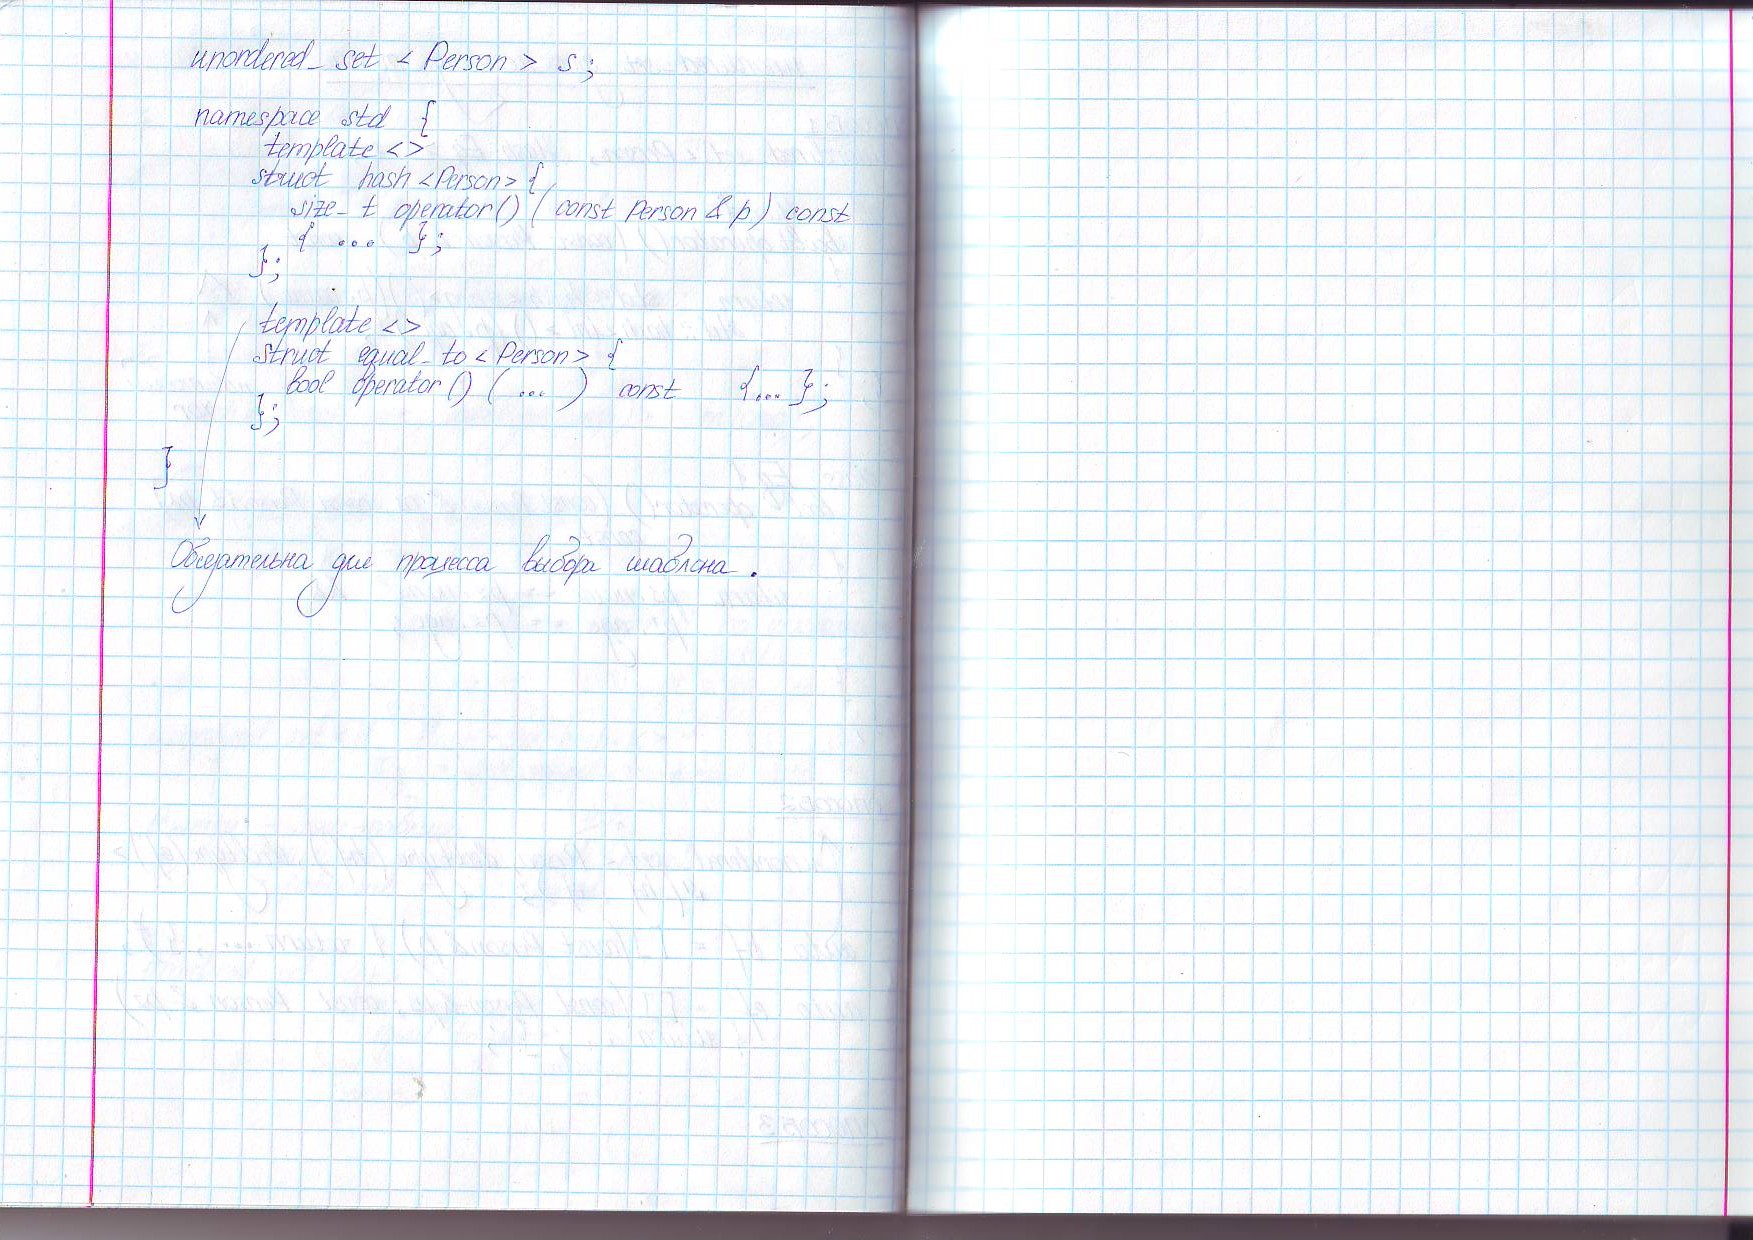 unordered_set <Person> s;
namespace std {
template <>
struct hash <Person> {
size_t operator() (const Person & p) const
{ ... };
};
template <>
struct equal_to <Person> {
bool operator() ( ... ) const {...};
};
}
Обязательна для процесса выбора шаблона.